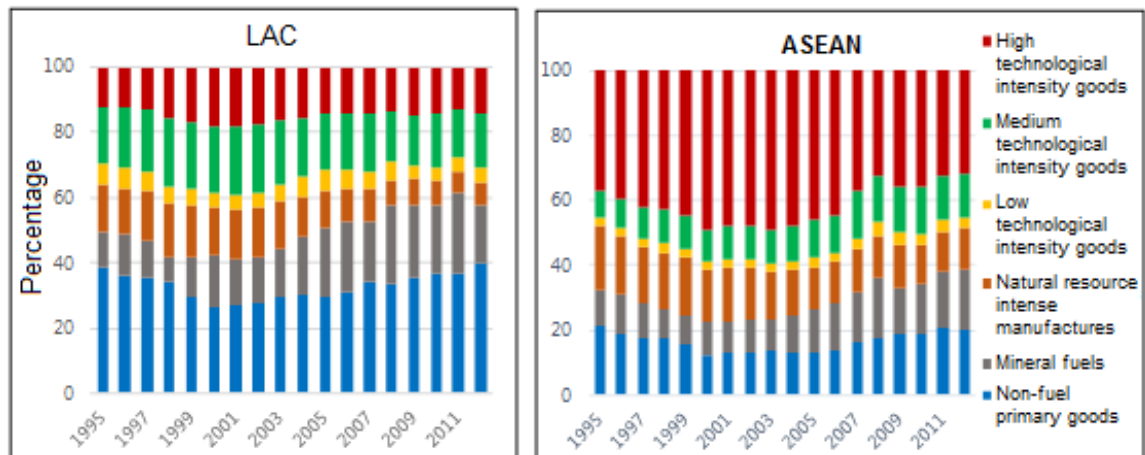 LAC
Percentage
100
80
60
40
20
0
1995
1997
1999
2001
2003
2005
2007
2009
2011
ASEAN
100
80
60
40
20
0
1995
1997
1999
2001
2003
2005
2007
2009
2011
High
technological
intensity goods
Medium
technological
intensity goods
Low
technological
intensity goods
Natural resource
intense
manufactures
Mineral fuels
Non-fuel
primary goods